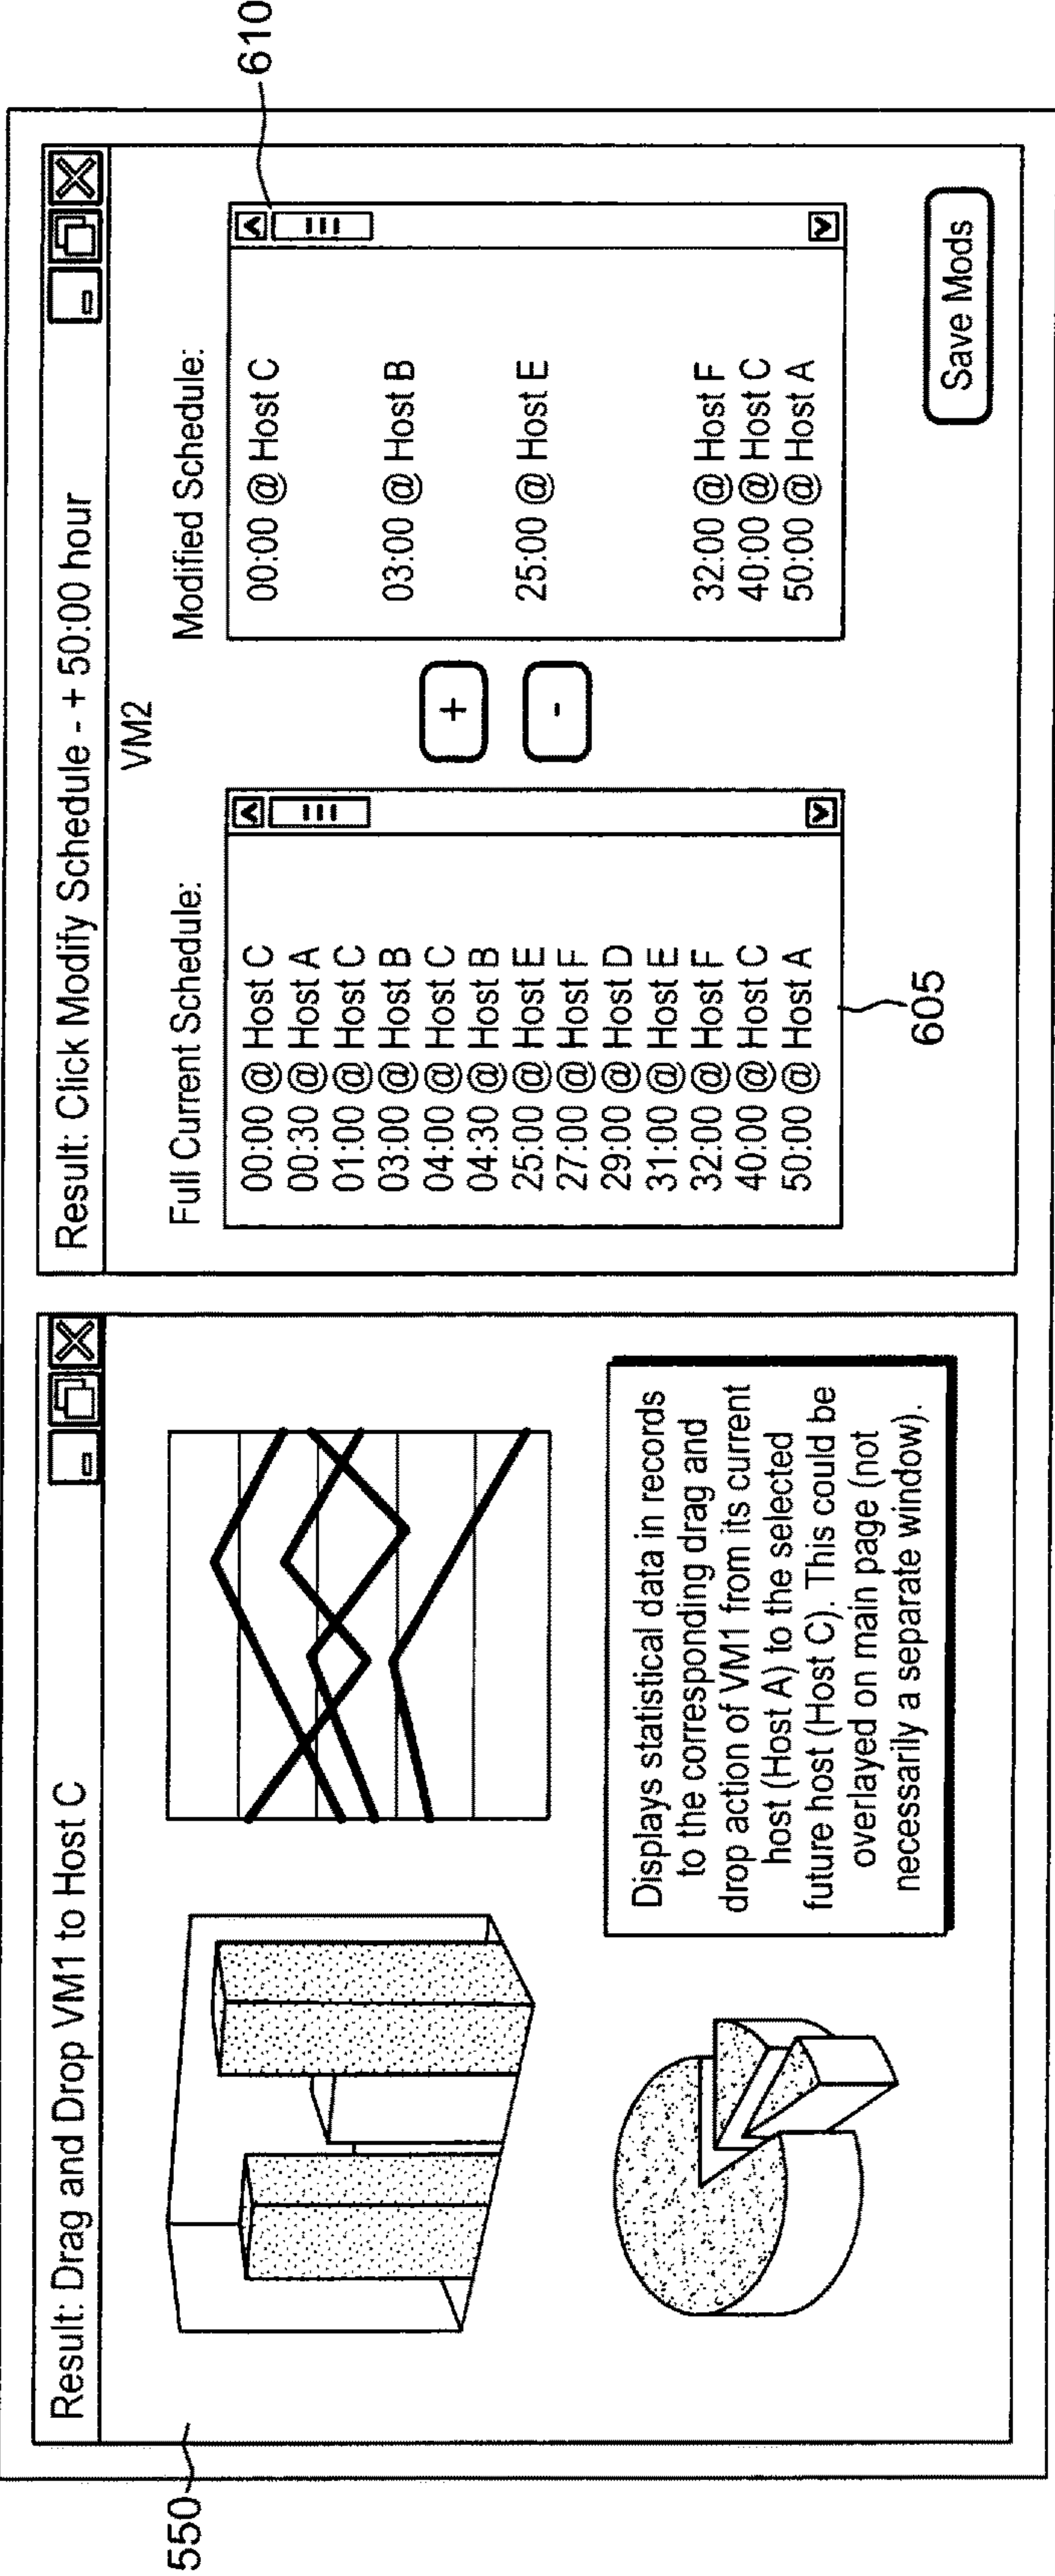 550
Result: Drag and Drop VM1 to Host C
Displays statistical data in records
to the corresponding drag and
drop action of VM1 from its current
host (Host A) to the selected
future host (Host C). This could be
overlayed on main page (not
necessarily a separate window).
Result: Click Modify Schedule - + 50:00 hour
VM2
Full Current Schedule:
00:00 @ Host C
00:30 @ Host A
01:00 @ Host C
03:00 @ Host B
04:00 @ Host C
04:30 @ Host B
25:00 @ Host E
27:00 @ Host F
29:00 @ Host D
31:00 @ Host E
32:00 @ Host F
40:00 @ Host C
50:00 @ Host A
605
+
-
Modified Schedule:
00:00 @ Host C
03:00 @ Host B
25:00 @ Host E
32:00 @ Host F
40:00 @ Host C
50:00 @ Host A
610
Save Mods